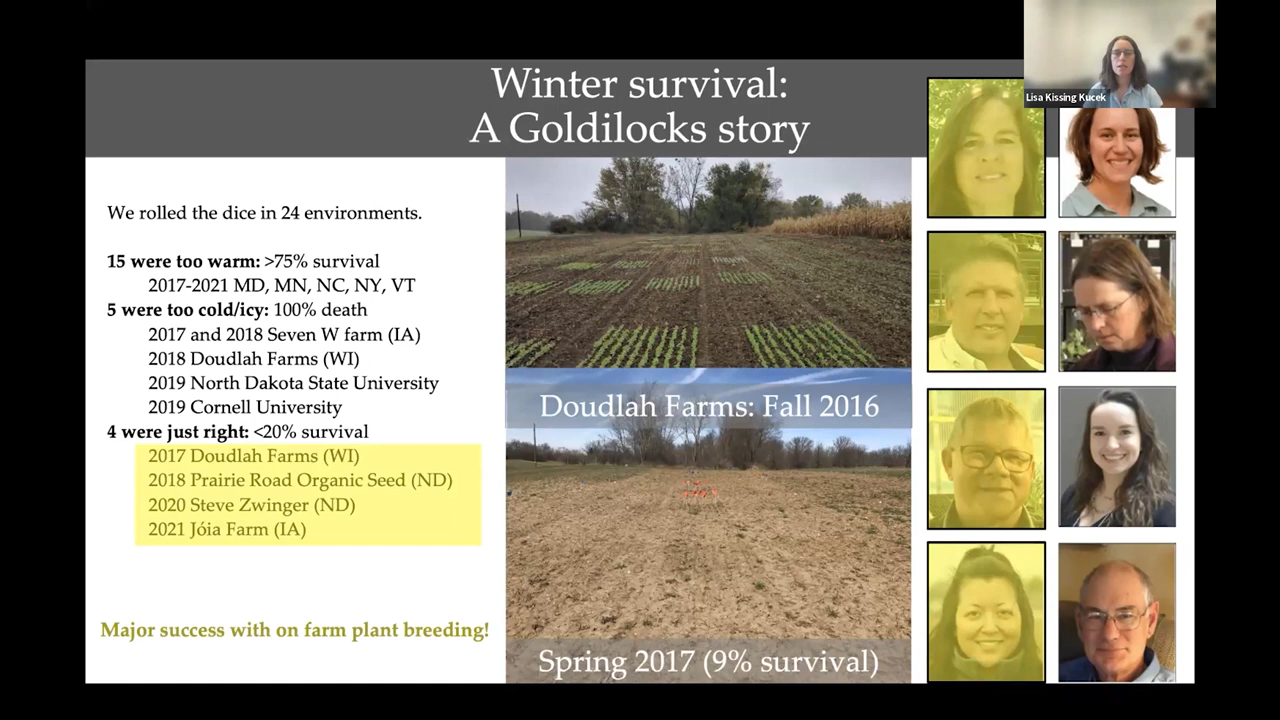 Winter survival:
A Goldilocks story
Lisa Kissing Kucek
We rolled the dice in 24 environments.
15 were too warm: >75% survival
2017-2021 MD, MN, NC, NY, VT
5 were too cold/icy: 100% death
2017 and 2018 Seven W farm (IA)
2018 Doudlah Farms (WI)
2019 North Dakota State University
2019 Cornell University
4 were just right: <20% survival
2017 Doudlah Farms (WI)
2018 Prairie Road Organic Seed (ND)
2020 Steve Zwinger (ND)
2021 Jóia Farm (IA)
Major success with on farm plant breeding!
Doudlah Farms: Fall 2016
Spring 2017 (9% survival)